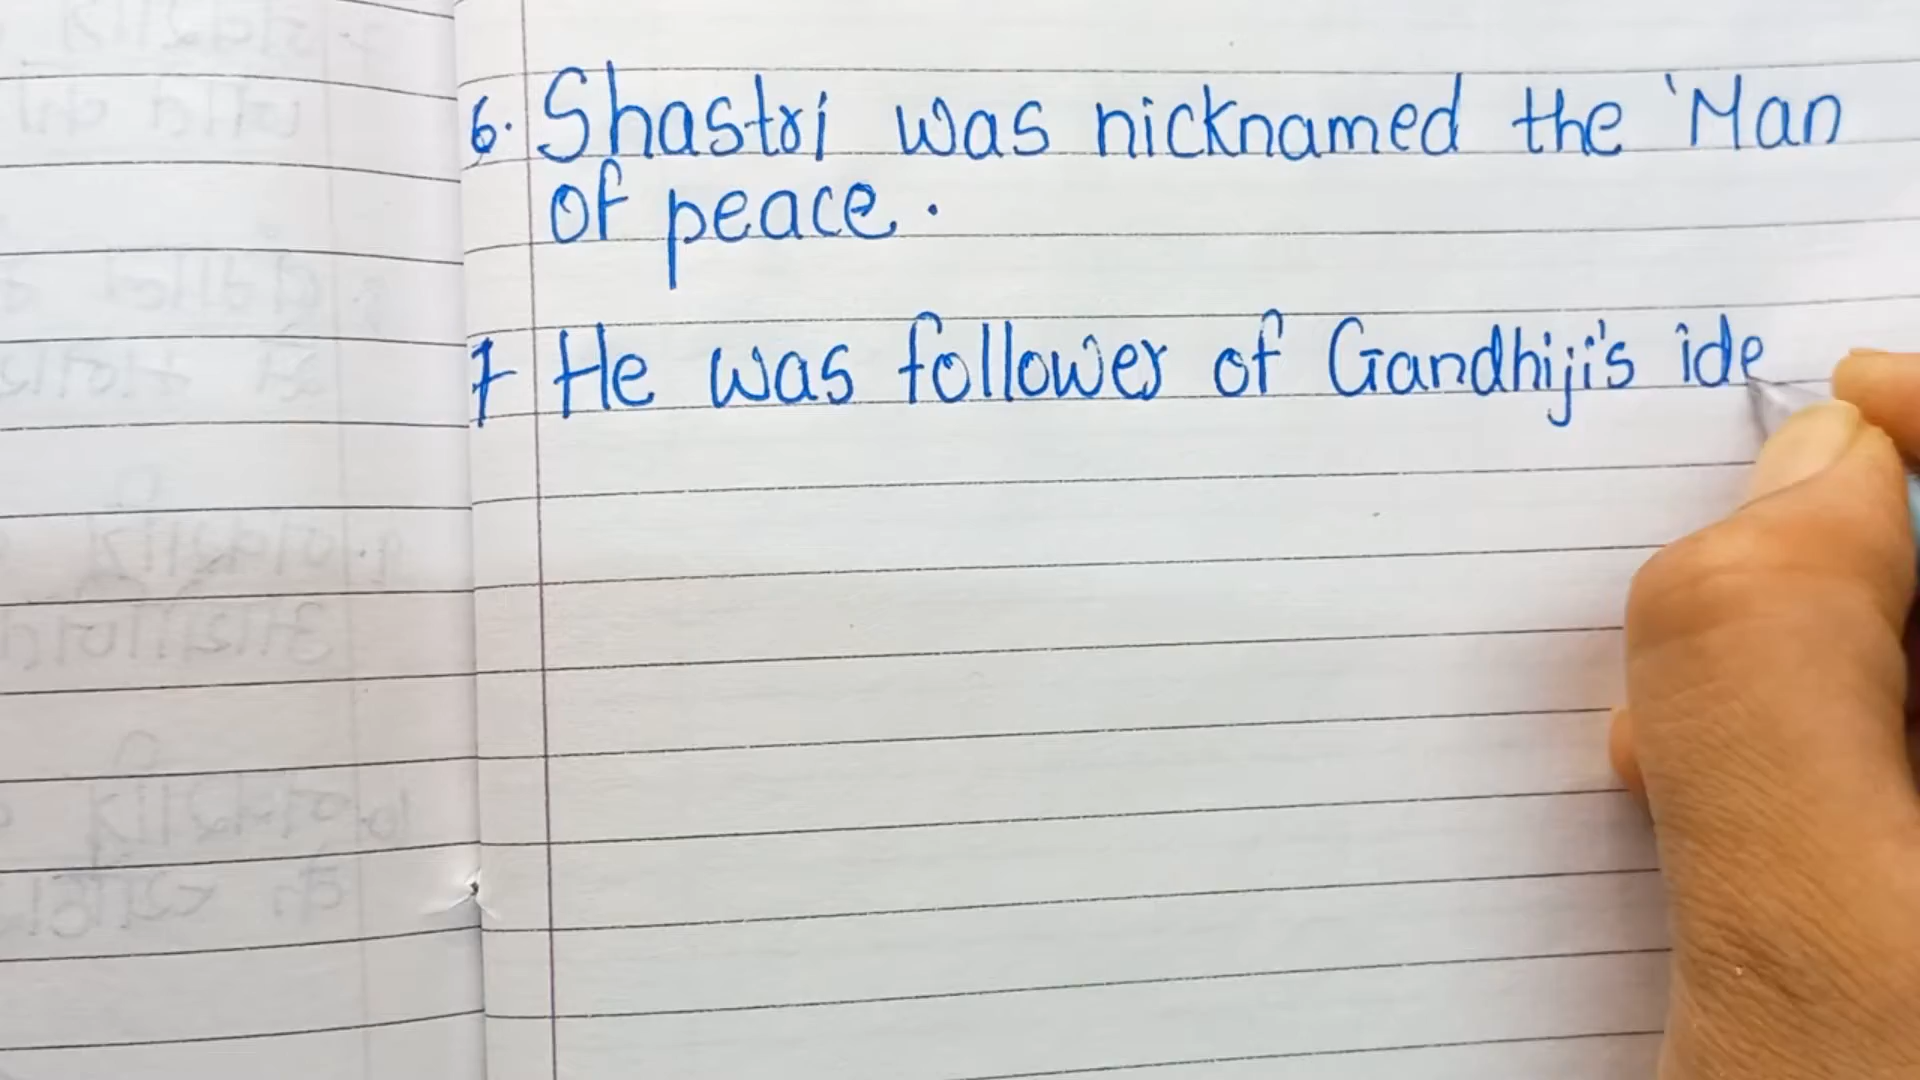 6. Shastri was nicknamed the 'Man
of peace.
7 He was follower of Gandhiji's ide